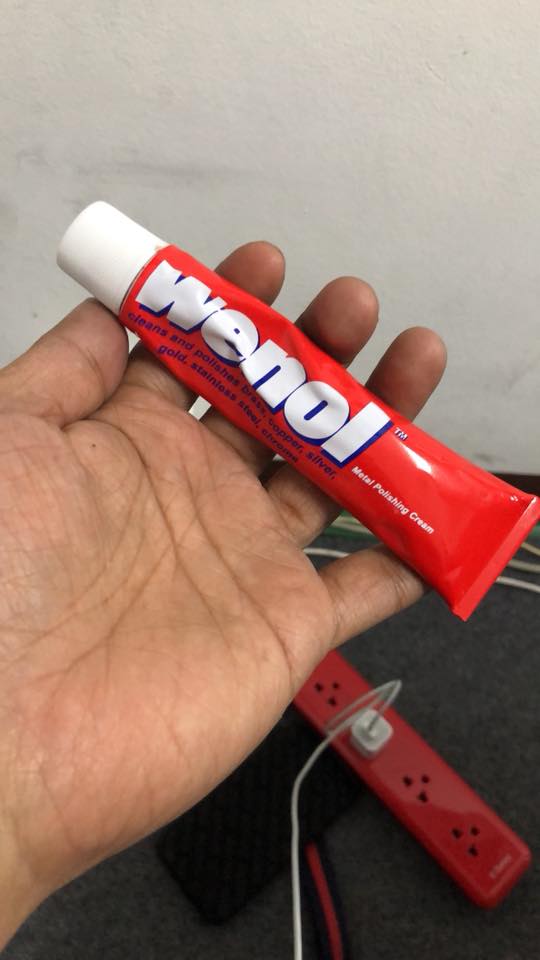 wenol
TM
cleans and polishes brass, copper, silver,
gold, stainless steel, chrome
Metal Polishing Cream